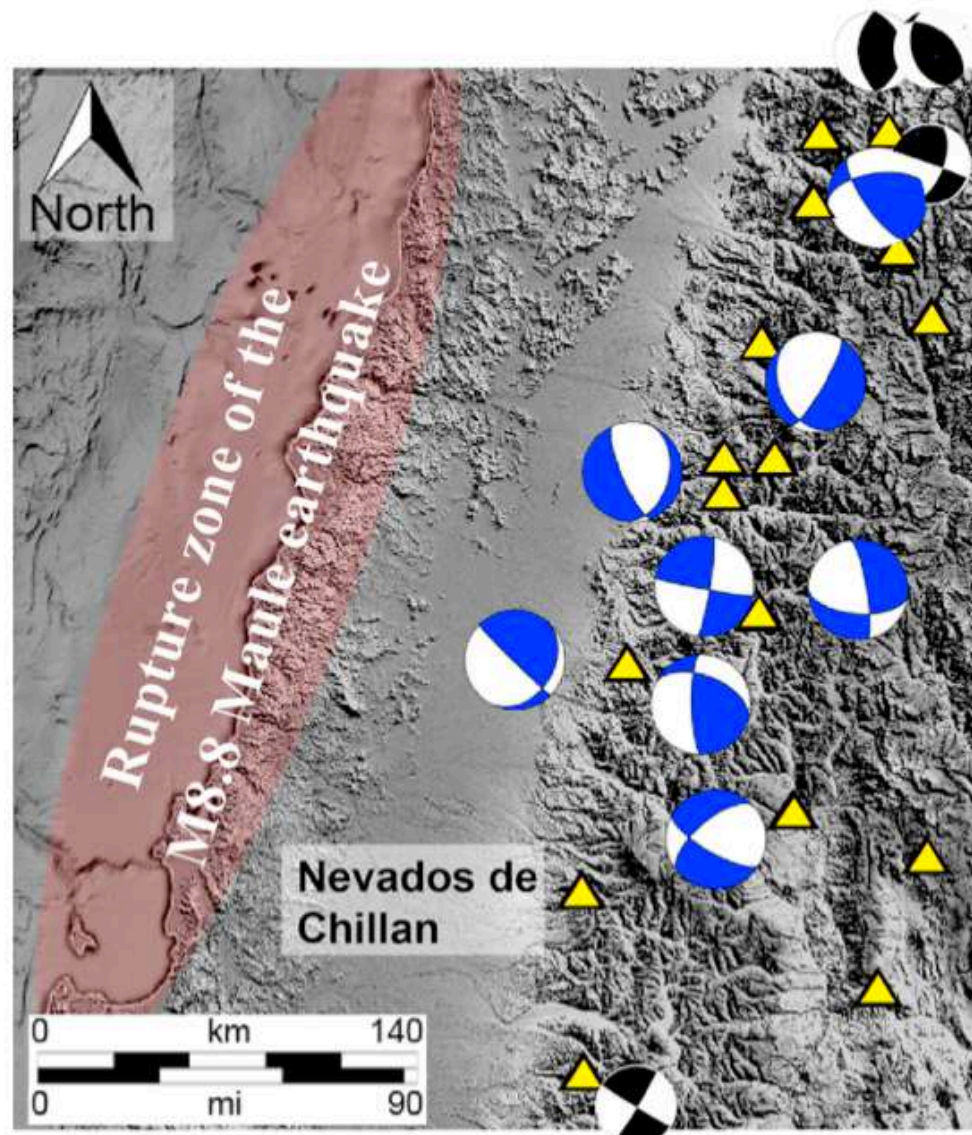 North
Rupture zone of the
M8.8 Maule earthquake
Nevados de
Chillan
0 km 140
0 mi 90